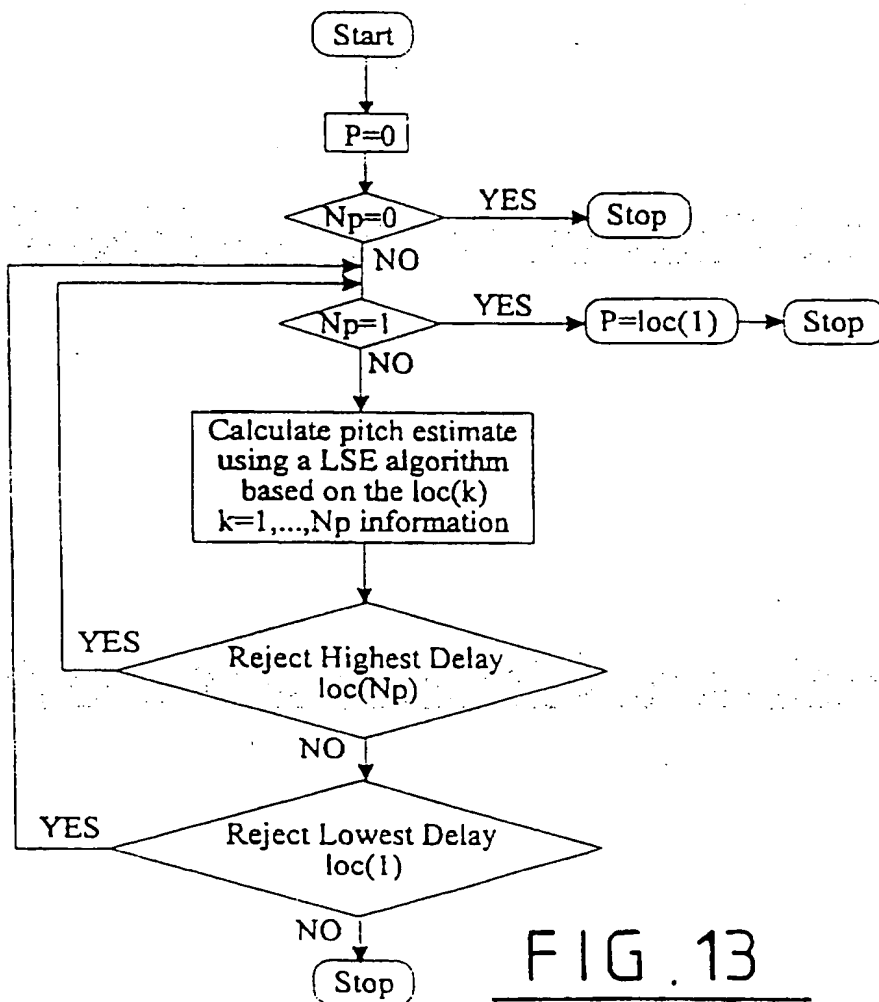 Start
P=0
Np=0
YES
Stop
NO
Np=1
YES
P=loc(1)
Stop
NO
Calculate pitch estimate
using a LSE algorithm
based on the loc(k)
k=1,...,Np information
YES
Reject Highest Delay
loc(Np)
NO
YES
Reject Lowest Delay
loc(1)
NO
Stop
FIG.13